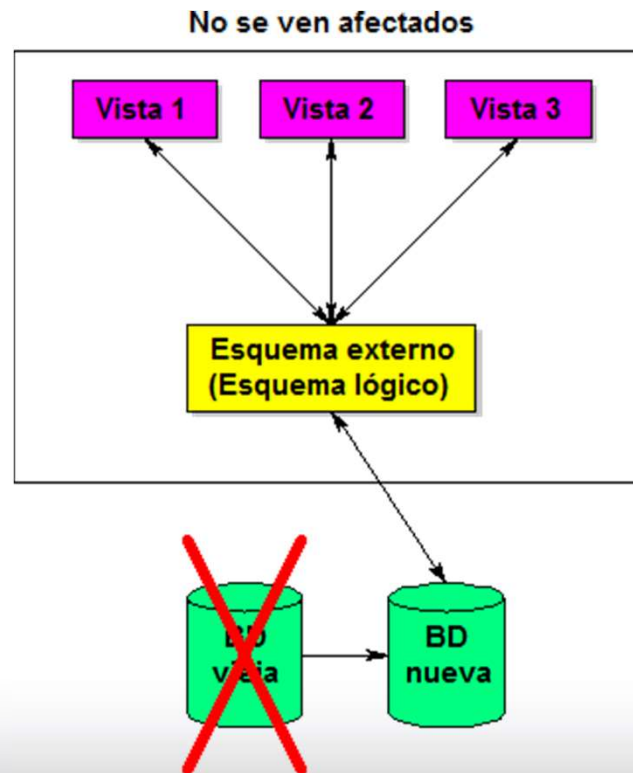 No se ven afectados
Vista 1
Vista 2
Vista 3
Esquema externo
(Esquema lógico)
BD
vieja
BD
nueva